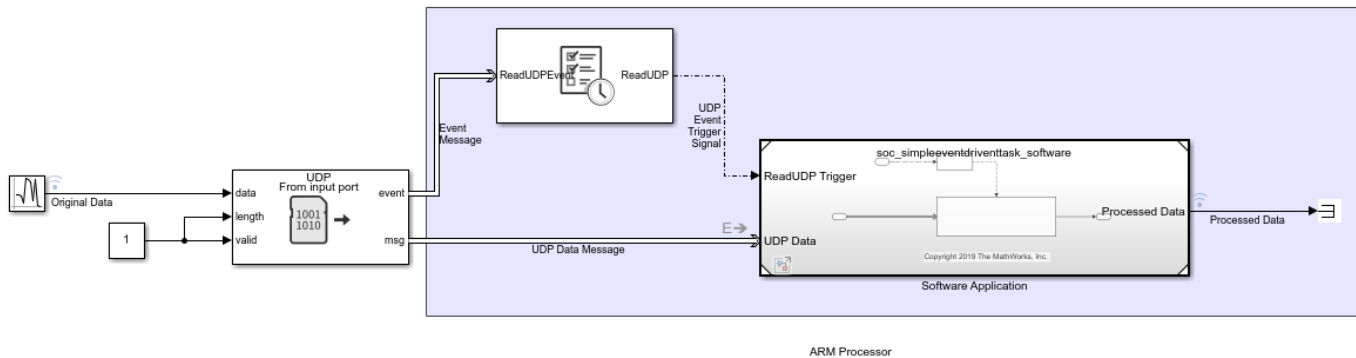 ReadUDPEvent
ReadUDP
Event
Message
UDP
Event
Trigger
Signal
soc_simpleeventdriventtask_software
ReadUDP Trigger
UDP
From input port
data
event
1001
1010
length
valid
msg
Original Data
1
UDP Data Message
E
UDP Data
Processed Data
Processed Data
Copyright 2019 The MathWorks, Inc.
Software Application
ARM Processor